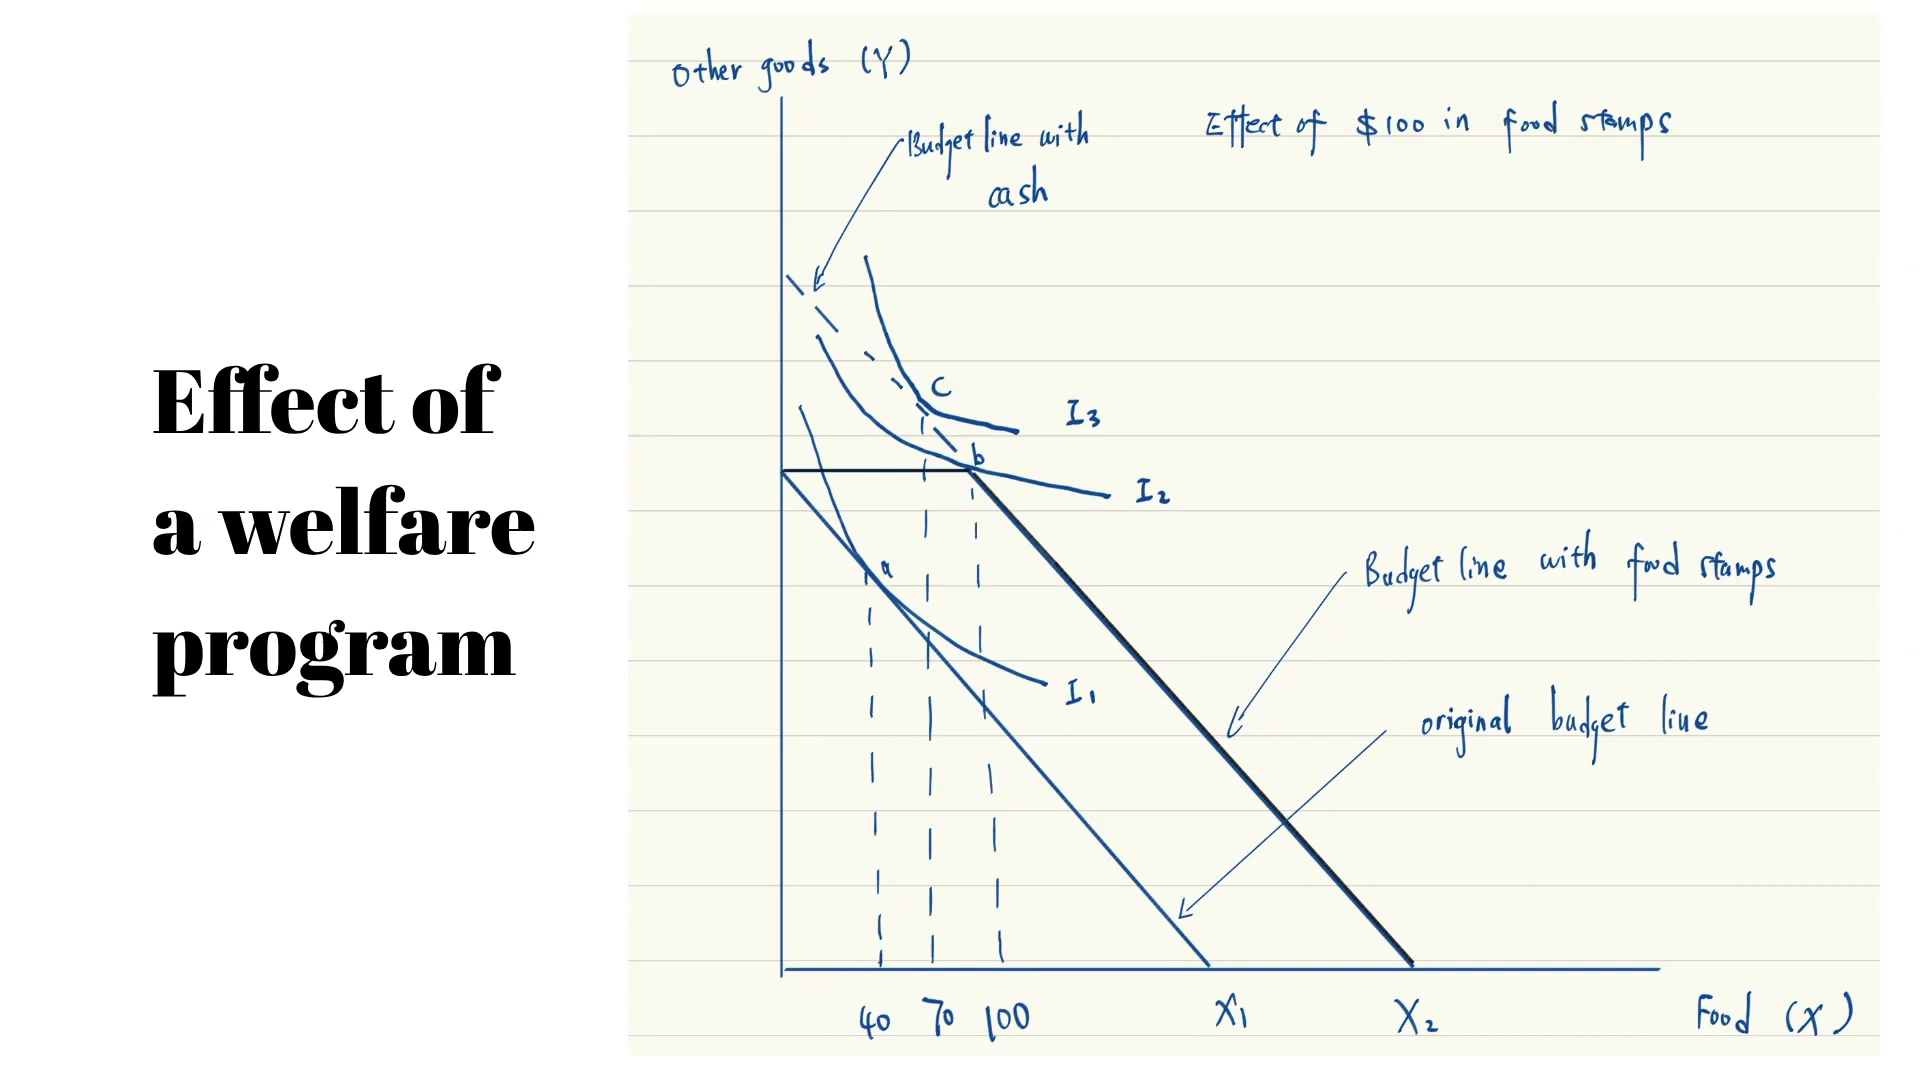 Effect of
a welfare
program
Other goods (Y)
Budget line with
cash
Effect of $100 in food stamps
C
I3
b
I2
a
Budget line with food stamps
I1
original budget line
40 70 100 X1 X2 Food (X)